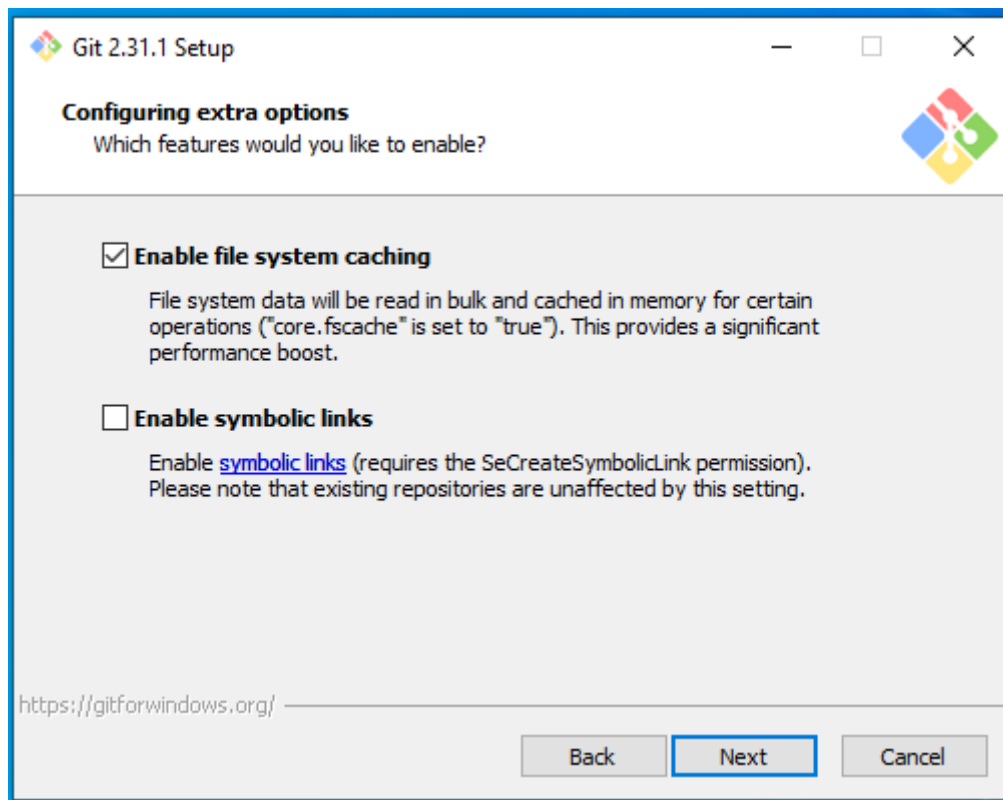 Git 2.31.1 Setup
Configuring extra options
Which features would you like to enable?
Enable file system caching
File system data will be read in bulk and cached in memory for certain
operations ("core.fscache" is set to "true"). This provides a significant
performance boost.
Enable symbolic links
Enable symbolic links (requires the SeCreateSymbolicLink permission).
Please note that existing repositories are unaffected by this setting.
https://gitforwindows.org/
Back Next Cancel